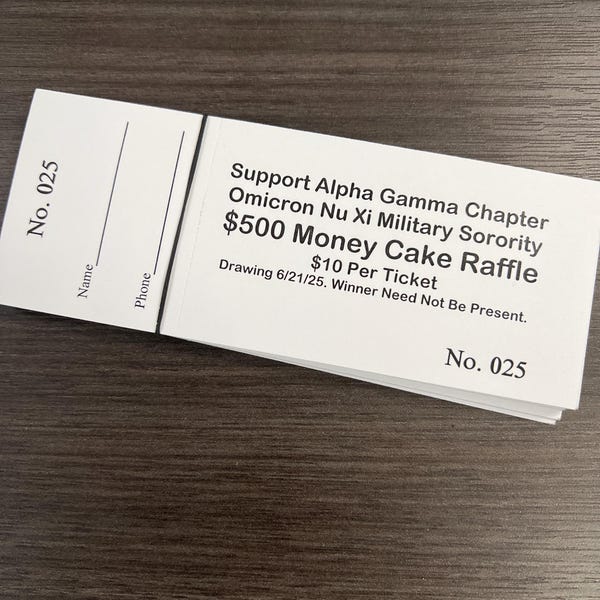 No. 025
Name
Phone
Support Alpha Gamma Chapter
Omicron Nu Xi Military Sorority
$500 Money Cake Raffle
$10 Per Ticket
Drawing 6/21/25. Winner Need Not Be Present.
No. 025